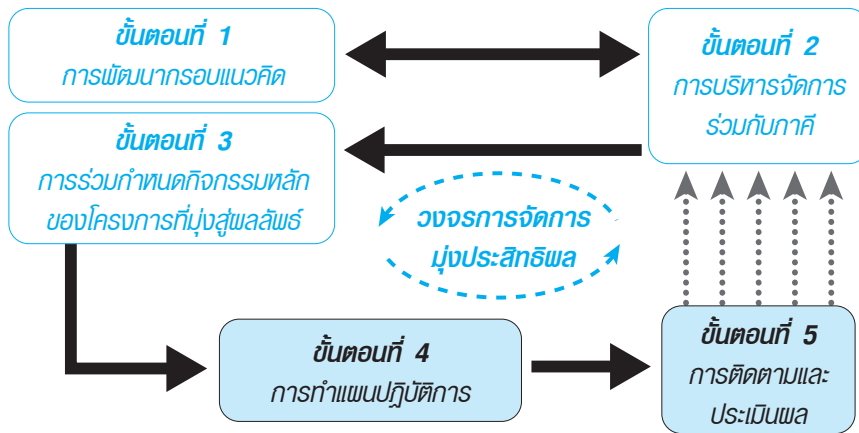 ขั้นตอนที่ 1
การพัฒนากรอบแนวคิด
ขั้นตอนที่ 2
การบริหารจัดการ
ร่วมกับภาคี
ขั้นตอนที่ 3
การร่วมกำหนดกิจกรรมหลัก
ของโครงการที่มุ่งสู่ผลลัพธ์
วงจรการจัดการ
มุ่งประสิทธิผล
ขั้นตอนที่ 4
การทำแผนปฏิบัติการ
ขั้นตอนที่ 5
การติดตามและ
ประเมินผล